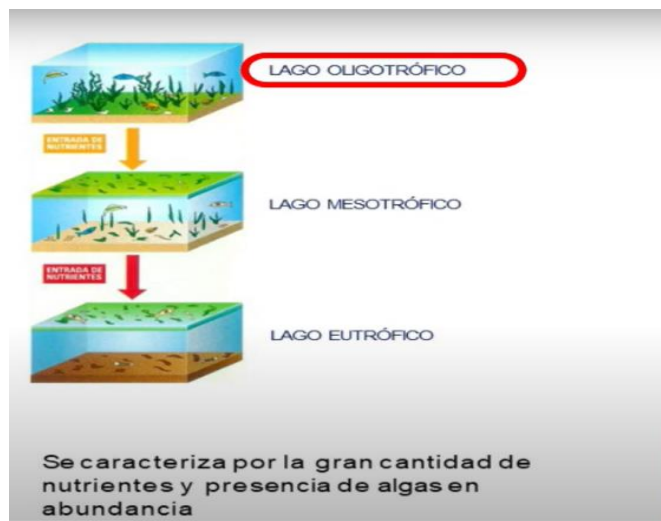 LAGO OLIGOTRÓFICO
ENTRADA DE
NUTRIENTES
LAGO MESOTRÓFICO
ENTRADA DE
NUTRIENTES
LAGO EUTRÓFICO
Se caracteriza por la gran cantidad de
nutrientes y presencia de algas en
abundancia